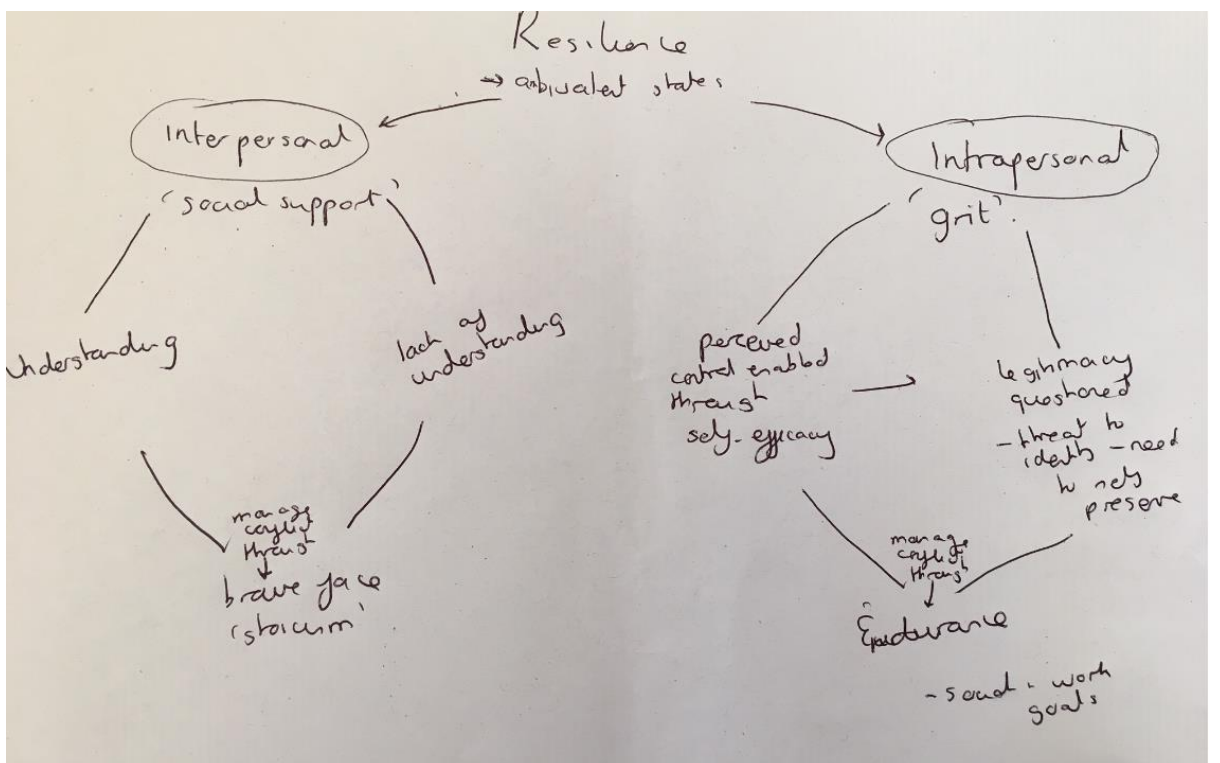 Resilience
→ ambivalent states
Interpersonal
'social support'
Understanding
lack of
understanding
manage
conflict
through
brave face
'stoicism'
Intrapersonal
'grit'.
perceived
control enabled
through
self-efficacy
legitimacy
questioned
- threat to
identity - need
to self
preserve
manage
conflict
through
Endurance
- social + work
goals